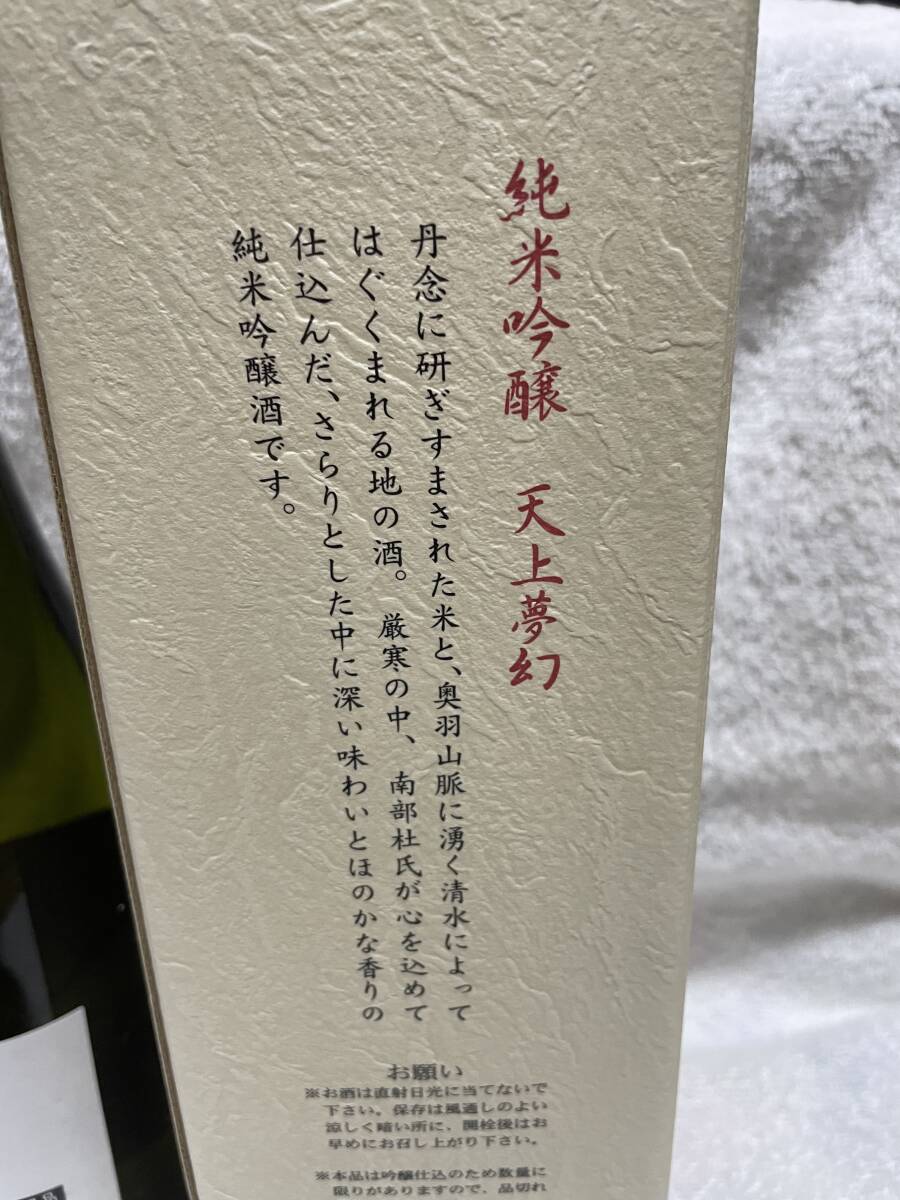 純米吟醸　天上夢幻
丹念に研ぎすまされた米と、奥羽山脈に湧く清水によって
はぐくまれる地の酒。　厳寒の中、南部杜氏が心を込めて
仕込んだ、さらりとした中に深い味わいとほのかな香りの
純米吟醸酒です。
お願い
※お酒は直射日光に当てないで
下さい。保存は風通しのよい
涼しく暗い所に、開栓後はお
早めにお召し上がり下さい。
※本品は吟醸仕込のため数量に
限りがありますので、品切れ
品